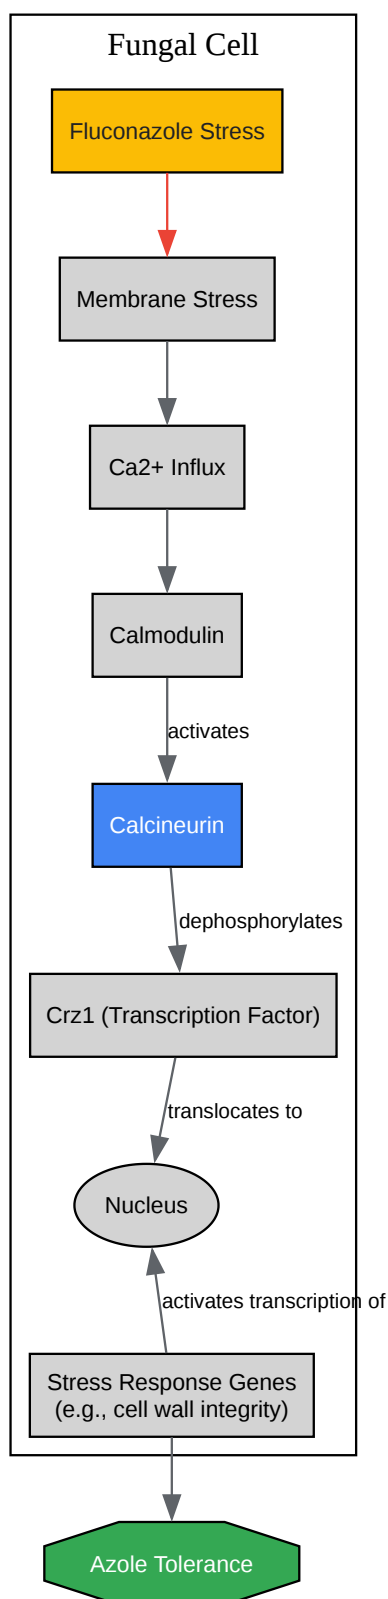 Fungal Cell
Fluconazole Stress
Membrane Stress
Ca2+ Influx
Calmodulin
activates
Calcineurin
dephosphorylates
Crz1 (Transcription Factor)
translocates to
Nucleus
activates transcription of
Stress Response Genes
(e.g., cell wall integrity)
Azole Tolerance